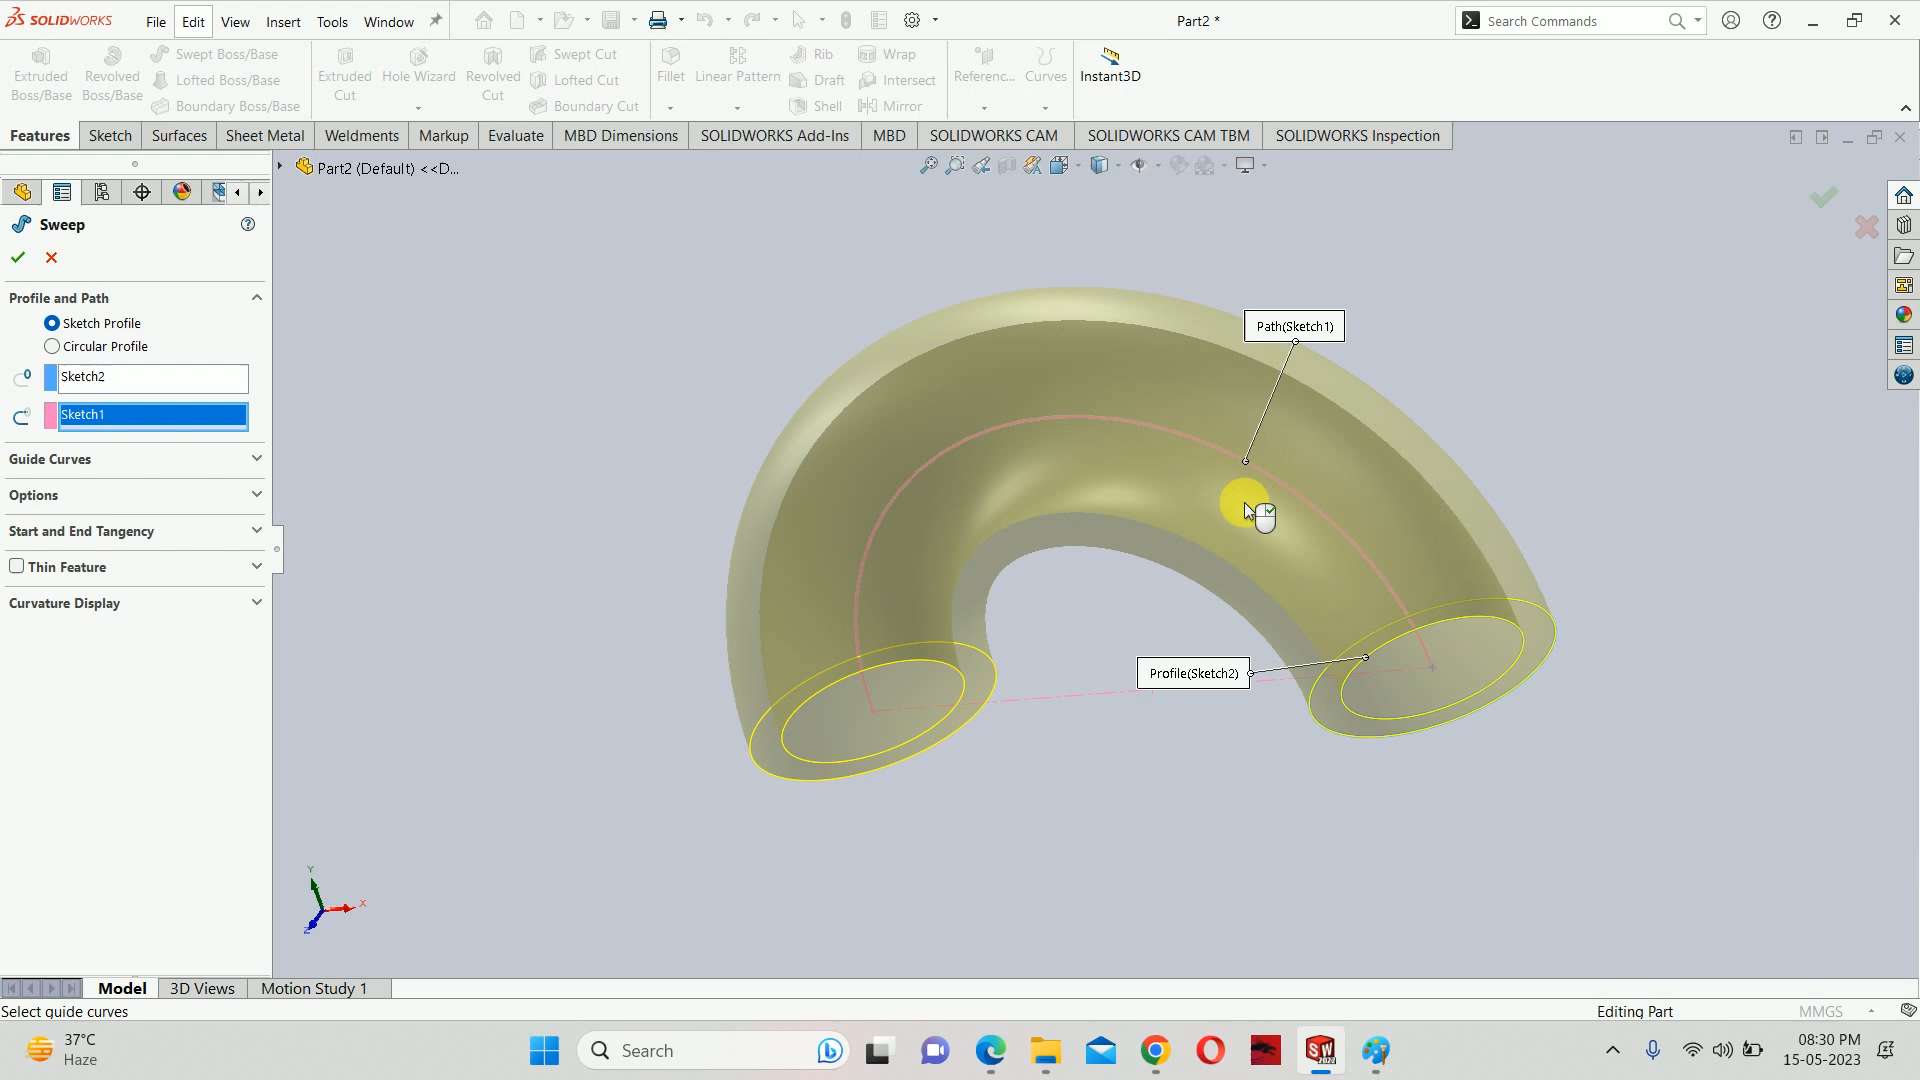 SOLIDWORKS File Edit View Insert Tools Window Part2 * Search Commands
Extruded Boss/Base
Revolved Boss/Base
Swept Boss/Base
Lofted Boss/Base
Boundary Boss/Base
Extruded Cut
Hole Wizard
Revolved Cut
Swept Cut
Lofted Cut
Boundary Cut
Fillet
Linear Pattern
Rib
Draft
Shell
Wrap
Intersect
Mirror
Referenc...
Curves
Instant3D
Features Sketch Surfaces Sheet Metal Weldments Markup Evaluate MBD Dimensions SOLIDWORKS Add-Ins MBD SOLIDWORKS CAM SOLIDWORKS CAM TBM SOLIDWORKS Inspection
Part2 (Default) <<D...
Sweep
Profile and Path
Sketch Profile
Circular Profile
Sketch2
Sketch1
Guide Curves
Options
Start and End Tangency
Thin Feature
Curvature Display
Path(Sketch1)
Profile(Sketch2)
Y
X
Z
Model 3D Views Motion Study 1
Select guide curves Editing Part MMGS
37°C
Haze
Search
SW
2022
08:30 PM
15-05-2023